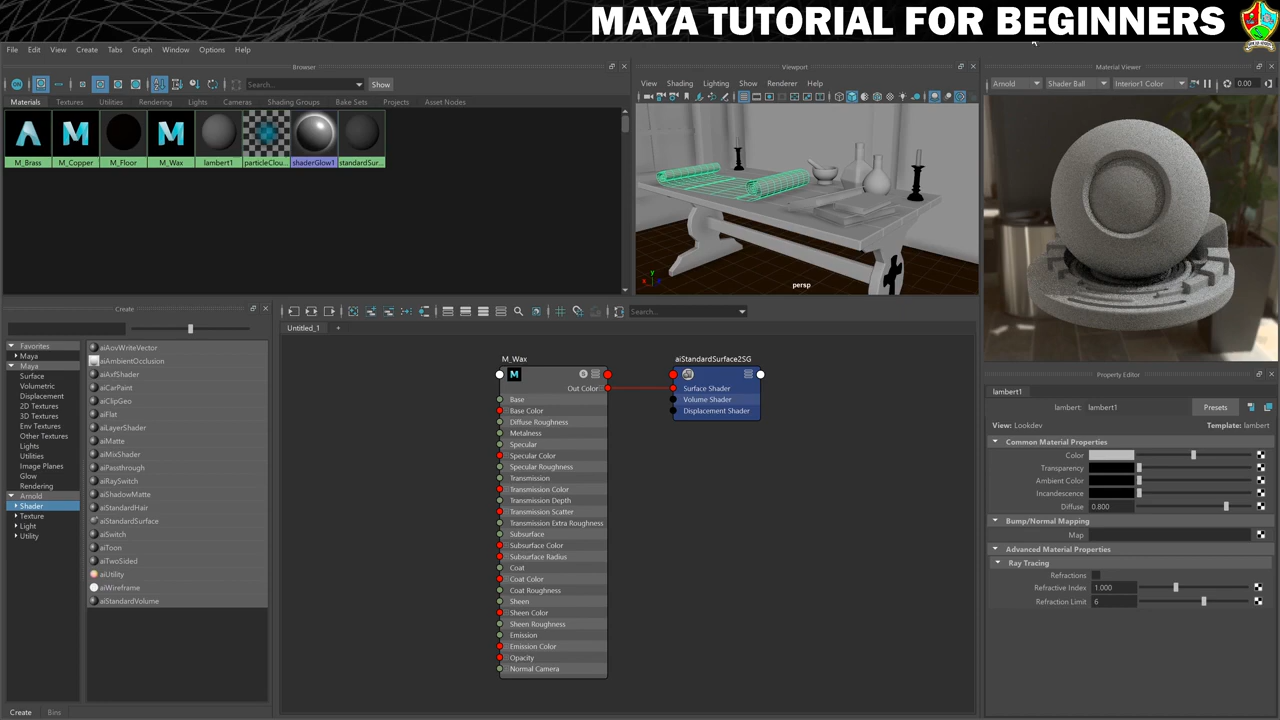 MAYA TUTORIAL FOR BEGINNERS
File Edit View Create Tabs Graph Window Options Help
Browser
Search...
Show
Materials Textures Utilities Rendering Lights Cameras Shading Groups Bake Sets Projects Asset Nodes
M_Brass M_Copper M_Floor M_Wax lambert1 particleClou... shaderGlow1 standardSur...
Viewport
View Shading Lighting Show Renderer Help
persp
Material Viewer
Arnold Shader Ball Interior1 Color 0.00
Create
Favorites
Maya
Maya
Surface
Volumetric
Displacement
2D Textures
3D Textures
Env Textures
Other Textures
Lights
Utilities
Image Planes
Glow
Rendering
Arnold
Shader
Texture
Light
Utility
aiAovWriteVector
aiAmbientOcclusion
aiAxfShader
aiCarPaint
aiClipGeo
aiFlat
aiLayerShader
aiMatte
aiMixShader
aiPassthrough
aiRaySwitch
aiShadowMatte
aiStandardHair
aiStandardSurface
aiSwitch
aiToon
aiTwoSided
aiUtility
aiWireframe
aiStandardVolume
Create Bins
Search...
Untitled_1 +
M_Wax
Out Color
Base
Base Color
Diffuse Roughness
Metalness
Specular
Specular Color
Specular Roughness
Transmission
Transmission Color
Transmission Depth
Transmission Scatter
Transmission Extra Roughness
Subsurface
Subsurface Color
Subsurface Radius
Coat
Coat Color
Coat Roughness
Sheen
Sheen Color
Sheen Roughness
Emission
Emission Color
Opacity
Normal Camera
aiStandardSurface2SG
Surface Shader
Volume Shader
Displacement Shader
Property Editor
lambert1
lambert: lambert1 Presets
View: Lookdev Template: lambert
Common Material Properties
Color
Transparency
Ambient Color
Incandescence
Diffuse 0.800
Bump/Normal Mapping
Map
Advanced Material Properties
Ray Tracing
Refractions
Refractive Index 1.000
Refraction Limit 6